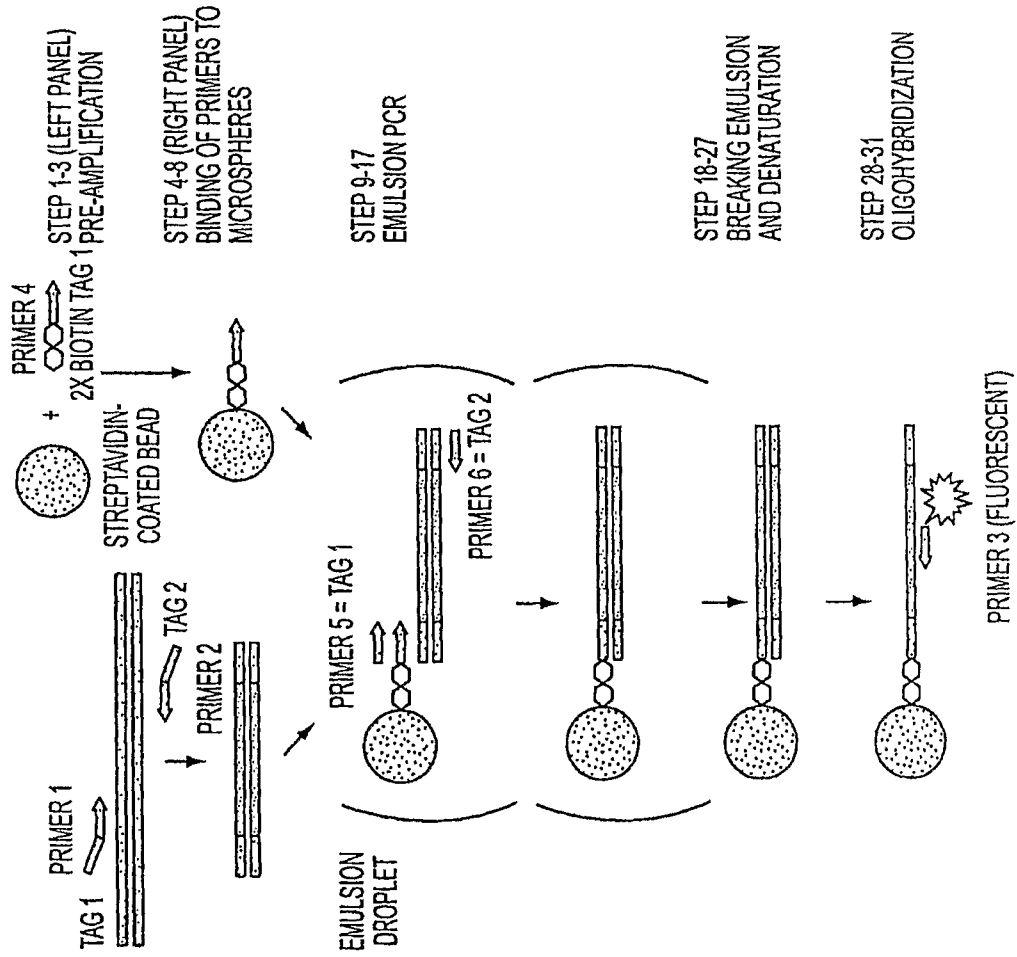 TAG 1
PRIMER 1
TAG 2
PRIMER 2
STREPTAVIDIN-
COATED BEAD
+
PRIMER 4
2X BIOTIN TAG 1
STEP 1-3 (LEFT PANEL)
PRE-AMPLIFICATION
STEP 4-8 (RIGHT PANEL)
BINDING OF PRIMERS TO
MICROSPHERES
EMULSION
DROPLET
PRIMER 5 = TAG 1
PRIMER 6 = TAG 2
STEP 9-17
EMULSION PCR
STEP 18-27
BREAKING EMULSION
AND DENATURATION
STEP 28-31
OLIGOHYBRIDIZATION
PRIMER 3 (FLUORESCENT)